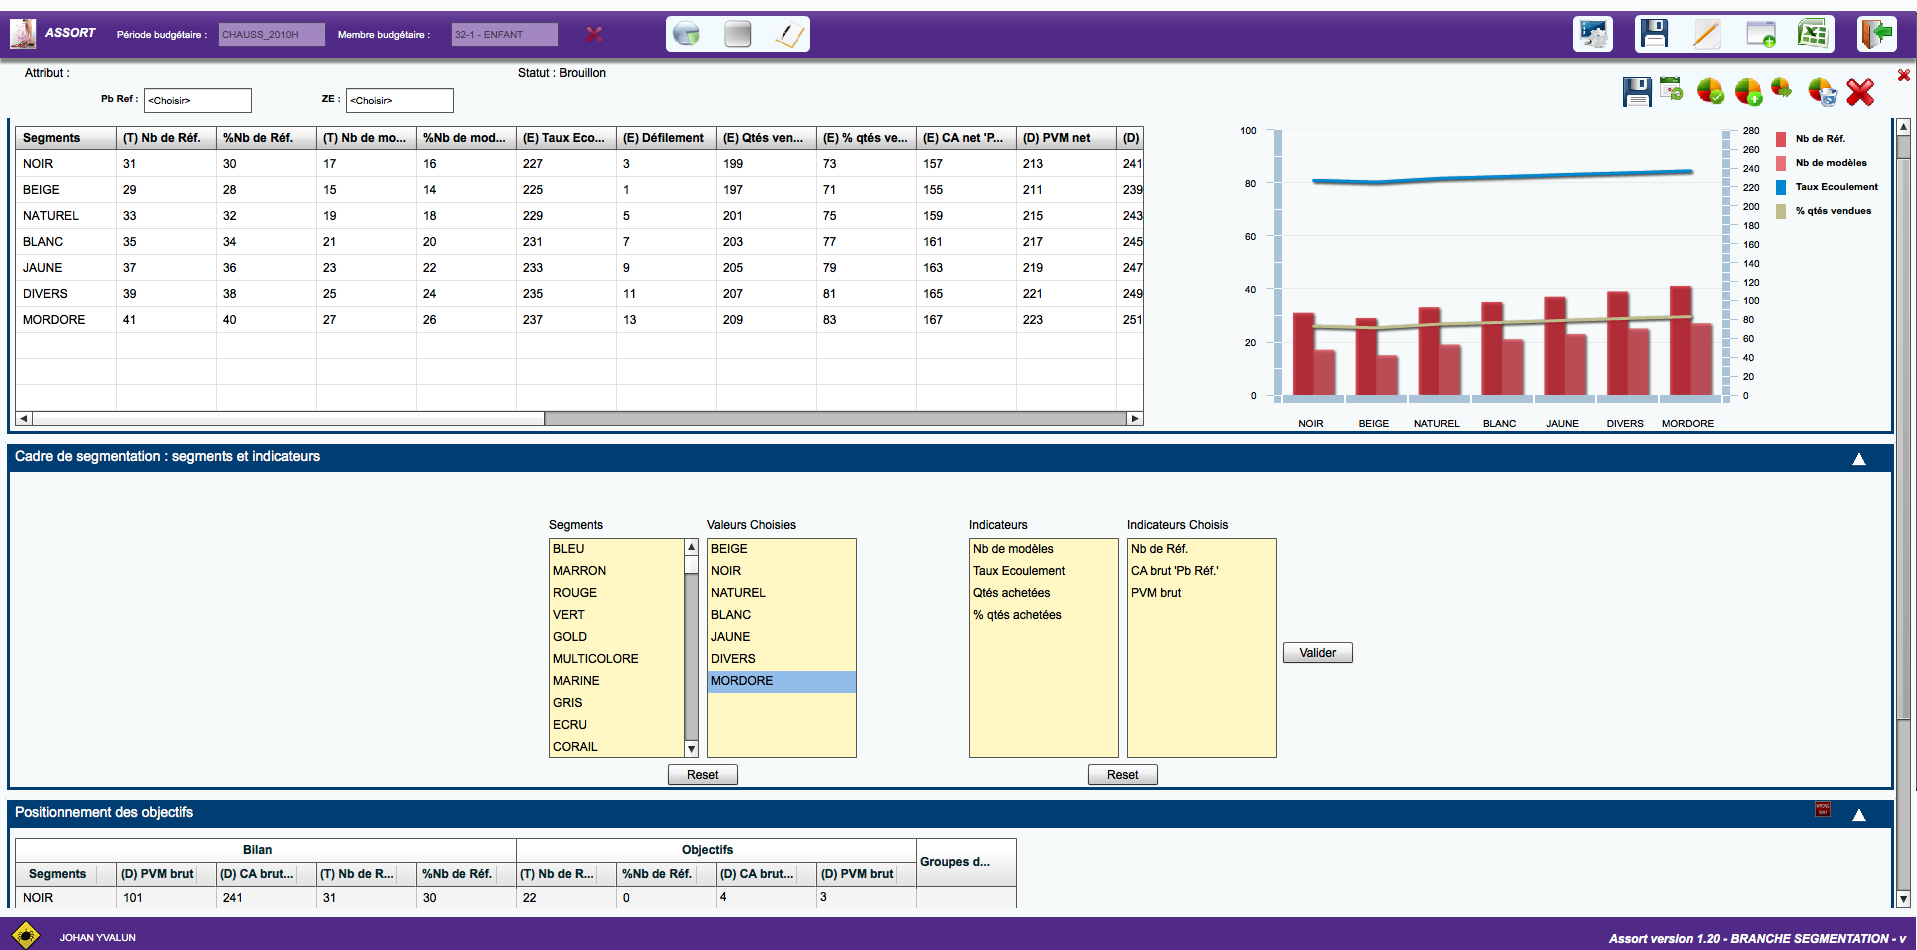 ASSORT Période budgétaire : CHAUSS_2010H Membre budgétaire : 32-1 - ENFANT
Attribut : Statut : Brouillon
Pb Ref : <Choisir> ZE : <Choisir>
Segments (T) Nb de Réf. %Nb de Réf. (T) Nb de mo... %Nb de mod... (E) Taux Eco... (E) Défilement (E) Qtés ven... (E) % qtés ve... (E) CA net 'P... (D) PVM net (D)
NOIR 31 30 17 16 227 3 199 73 157 213 241
BEIGE 29 28 15 14 225 1 197 71 155 211 239
NATUREL 33 32 19 18 229 5 201 75 159 215 243
BLANC 35 34 21 20 231 7 203 77 161 217 245
JAUNE 37 36 23 22 233 9 205 79 163 219 247
DIVERS 39 38 25 24 235 11 207 81 165 221 249
MORDORE 41 40 27 26 237 13 209 83 167 223 251
100
80
60
40
20
0
280
260
240
220
200
180
160
140
120
100
80
60
40
20
0
NOIR BEIGE NATUREL BLANC JAUNE DIVERS MORDORE
Nb de Réf.
Nb de modèles
Taux Ecoulement
% qtés vendues
Cadre de segmentation : segments et indicateurs
Segments
BLEU
MARRON
ROUGE
VERT
GOLD
MULTICOLORE
MARINE
GRIS
ECRU
CORAIL
Valeurs Choisies
BEIGE
NOIR
NATUREL
BLANC
JAUNE
DIVERS
MORDORE
Reset
Indicateurs
Nb de modèles
Taux Ecoulement
Qtés achetées
% qtés achetées
Indicateurs Choisis
Nb de Réf.
CA brut 'Pb Réf.'
PVM brut
Reset
Valider
Positionnement des objectifs
Bilan Objectifs Groupes d...
Segments (D) PVM brut (D) CA brut... (T) Nb de R... %Nb de Réf. (T) Nb de R... %Nb de Réf. (D) CA brut... (D) PVM brut
NOIR 101 241 31 30 22 0 4 3
JOHAN YVALUN
Assort version 1.20 - BRANCHE SEGMENTATION - v